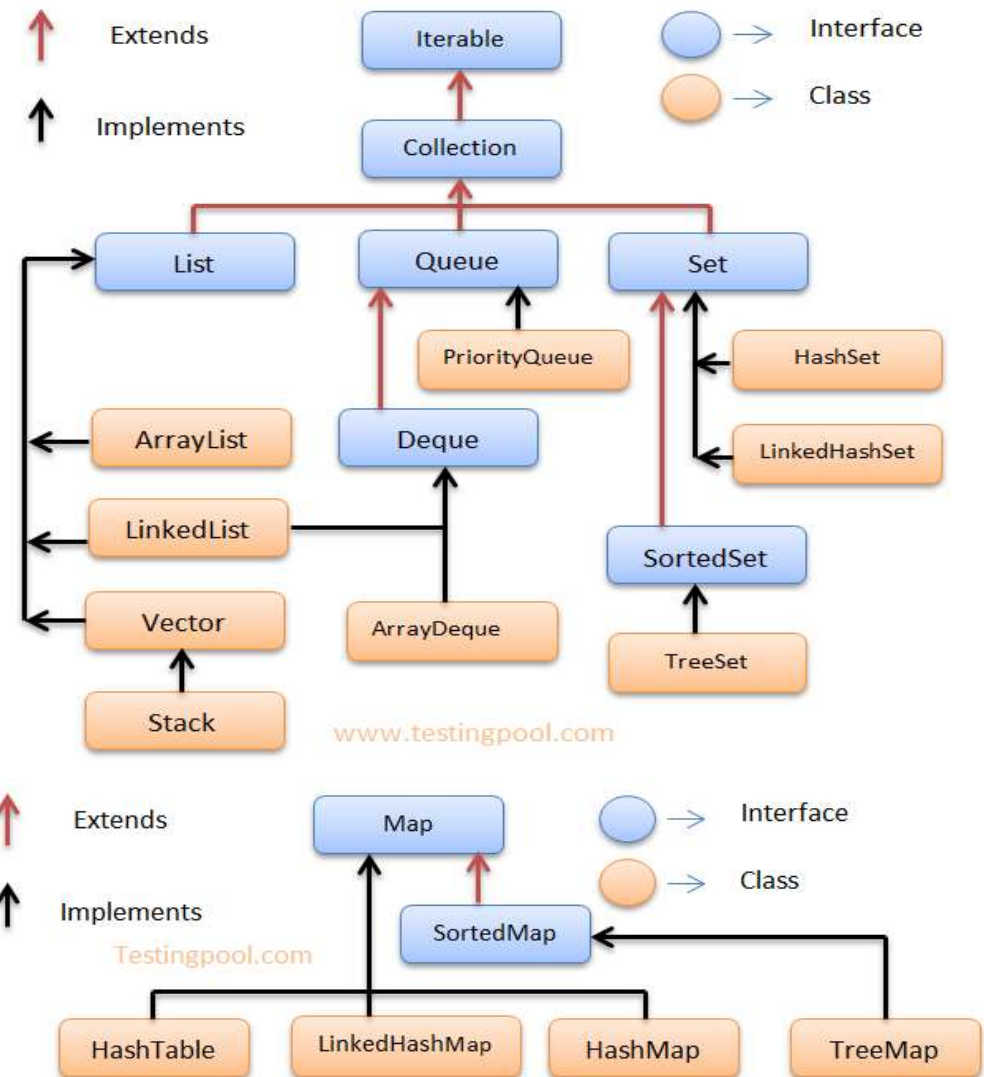 Extends
Iterable
Interface
Implements
Class
Collection
List
Queue
Set
PriorityQueue
HashSet
ArrayList
Deque
LinkedHashSet
LinkedList
SortedSet
Vector
ArrayDeque
TreeSet
Stack
www.testingpool.com
Extends
Map
Interface
Class
Implements
SortedMap
Testingpool.com
HashTable
LinkedHashMap
HashMap
TreeMap